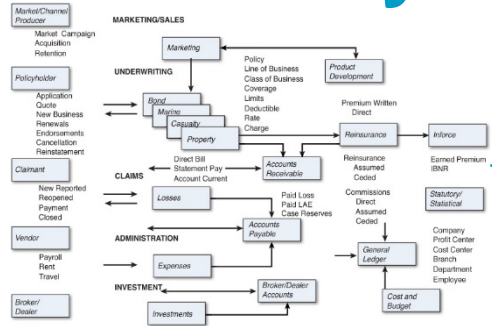 Market/Channel
Producer
Market Campaign
Acquisition
Retention
MARKETING/SALES
Marketing
Product
Development
Policyholder
Application
Quote
New Business
Renewals
Endorsements
Cancellation
Reinstatement
UNDERWRITING
Bond
Marine
Casualty
Property
Policy
Line of Business
Class of Business
Coverage
Limits
Deductible
Rate
Charge
Premium Written
Direct
Reinsurance
Inforce
Reinsurance
Assumed
Ceded
Earned Premium
IBNR
Direct Bill
Statement Pay
Account Current
Accounts
Receivable
Claimant
New Reported
Reopened
Payment
Closed
CLAIMS
Losses
Paid Loss
Paid LAE
Case Reserves
Accounts
Payable
Commissions
Direct
Assumed
Ceded
Statutory/
Statistical
Vendor
Payroll
Rent
Travel
ADMINISTRATION
Expenses
General
Ledger
Company
Profit Center
Cost Center
Branch
Department
Employee
Broker/
Dealer
INVESTMENT
Investments
Broker/Dealer
Accounts
Cost and
Budget